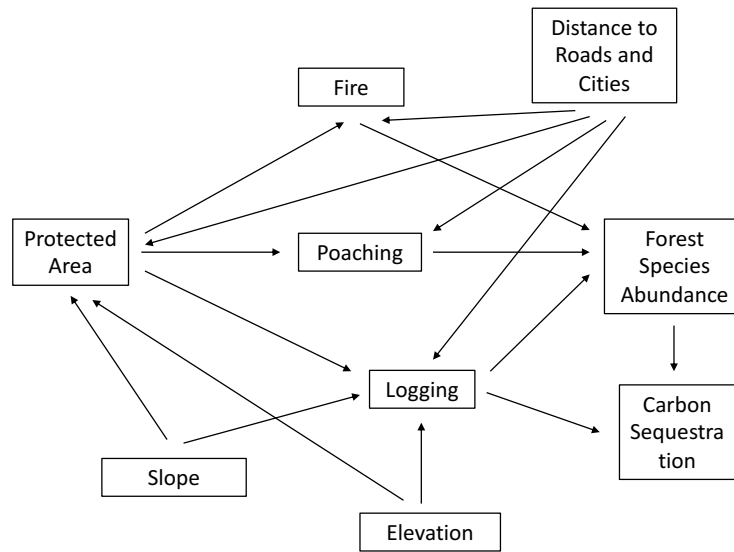 Distance to
Roads and
Cities
Fire
Protected
Area
Poaching
Forest
Species
Abundance
Logging
Carbon
Sequestra
tion
Slope
Elevation